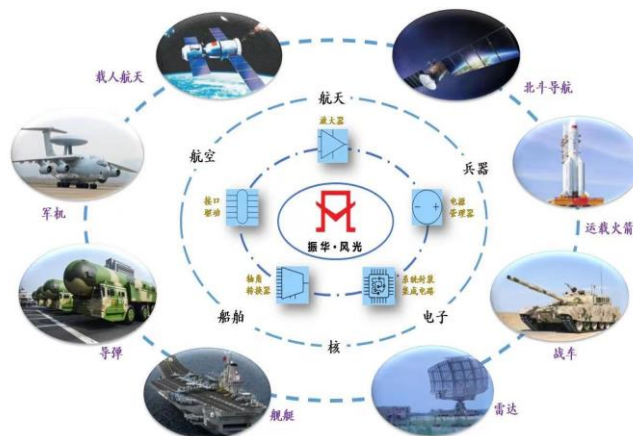 载人航天
北斗导航
航天
放大器
航空
兵器
军机
接口
驱动
电源
管理器
运载火箭
振华·风光
轴角
转换器
系统封装
集成电路
导弹
船舶
电子
战车
核
舰艇
雷达